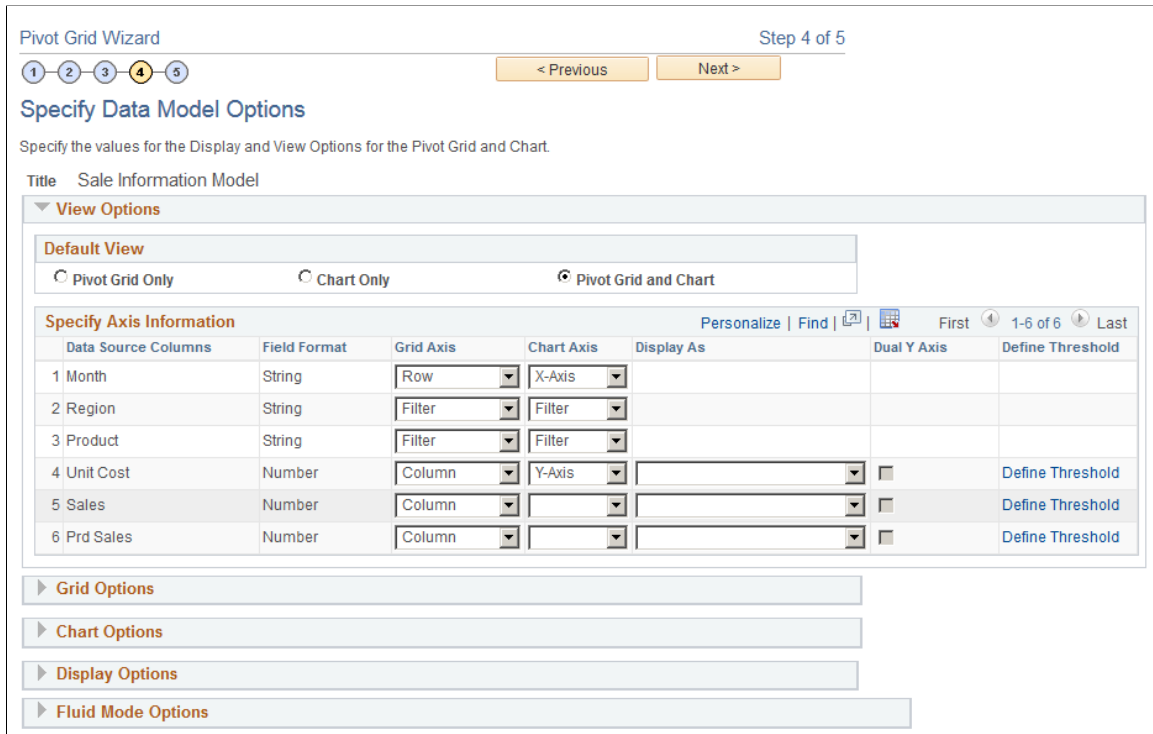 Pivot Grid Wizard Step 4 of 5
1 2 3 4 5 < Previous Next >
Specify Data Model Options
Specify the values for the Display and View Options for the Pivot Grid and Chart.
Title Sale Information Model
View Options
Default View
Pivot Grid Only Chart Only Pivot Grid and Chart
Specify Axis Information Personalize | Find | | First 1-6 of 6 Last
Data Source Columns Field Format Grid Axis Chart Axis Display As Dual Y Axis Define Threshold
1 Month String Row X-Axis
2 Region String Filter Filter
3 Product String Filter Filter
4 Unit Cost Number Column Y-Axis Define Threshold
5 Sales Number Column Define Threshold
6 Prd Sales Number Column Define Threshold
Grid Options
Chart Options
Display Options
Fluid Mode Options